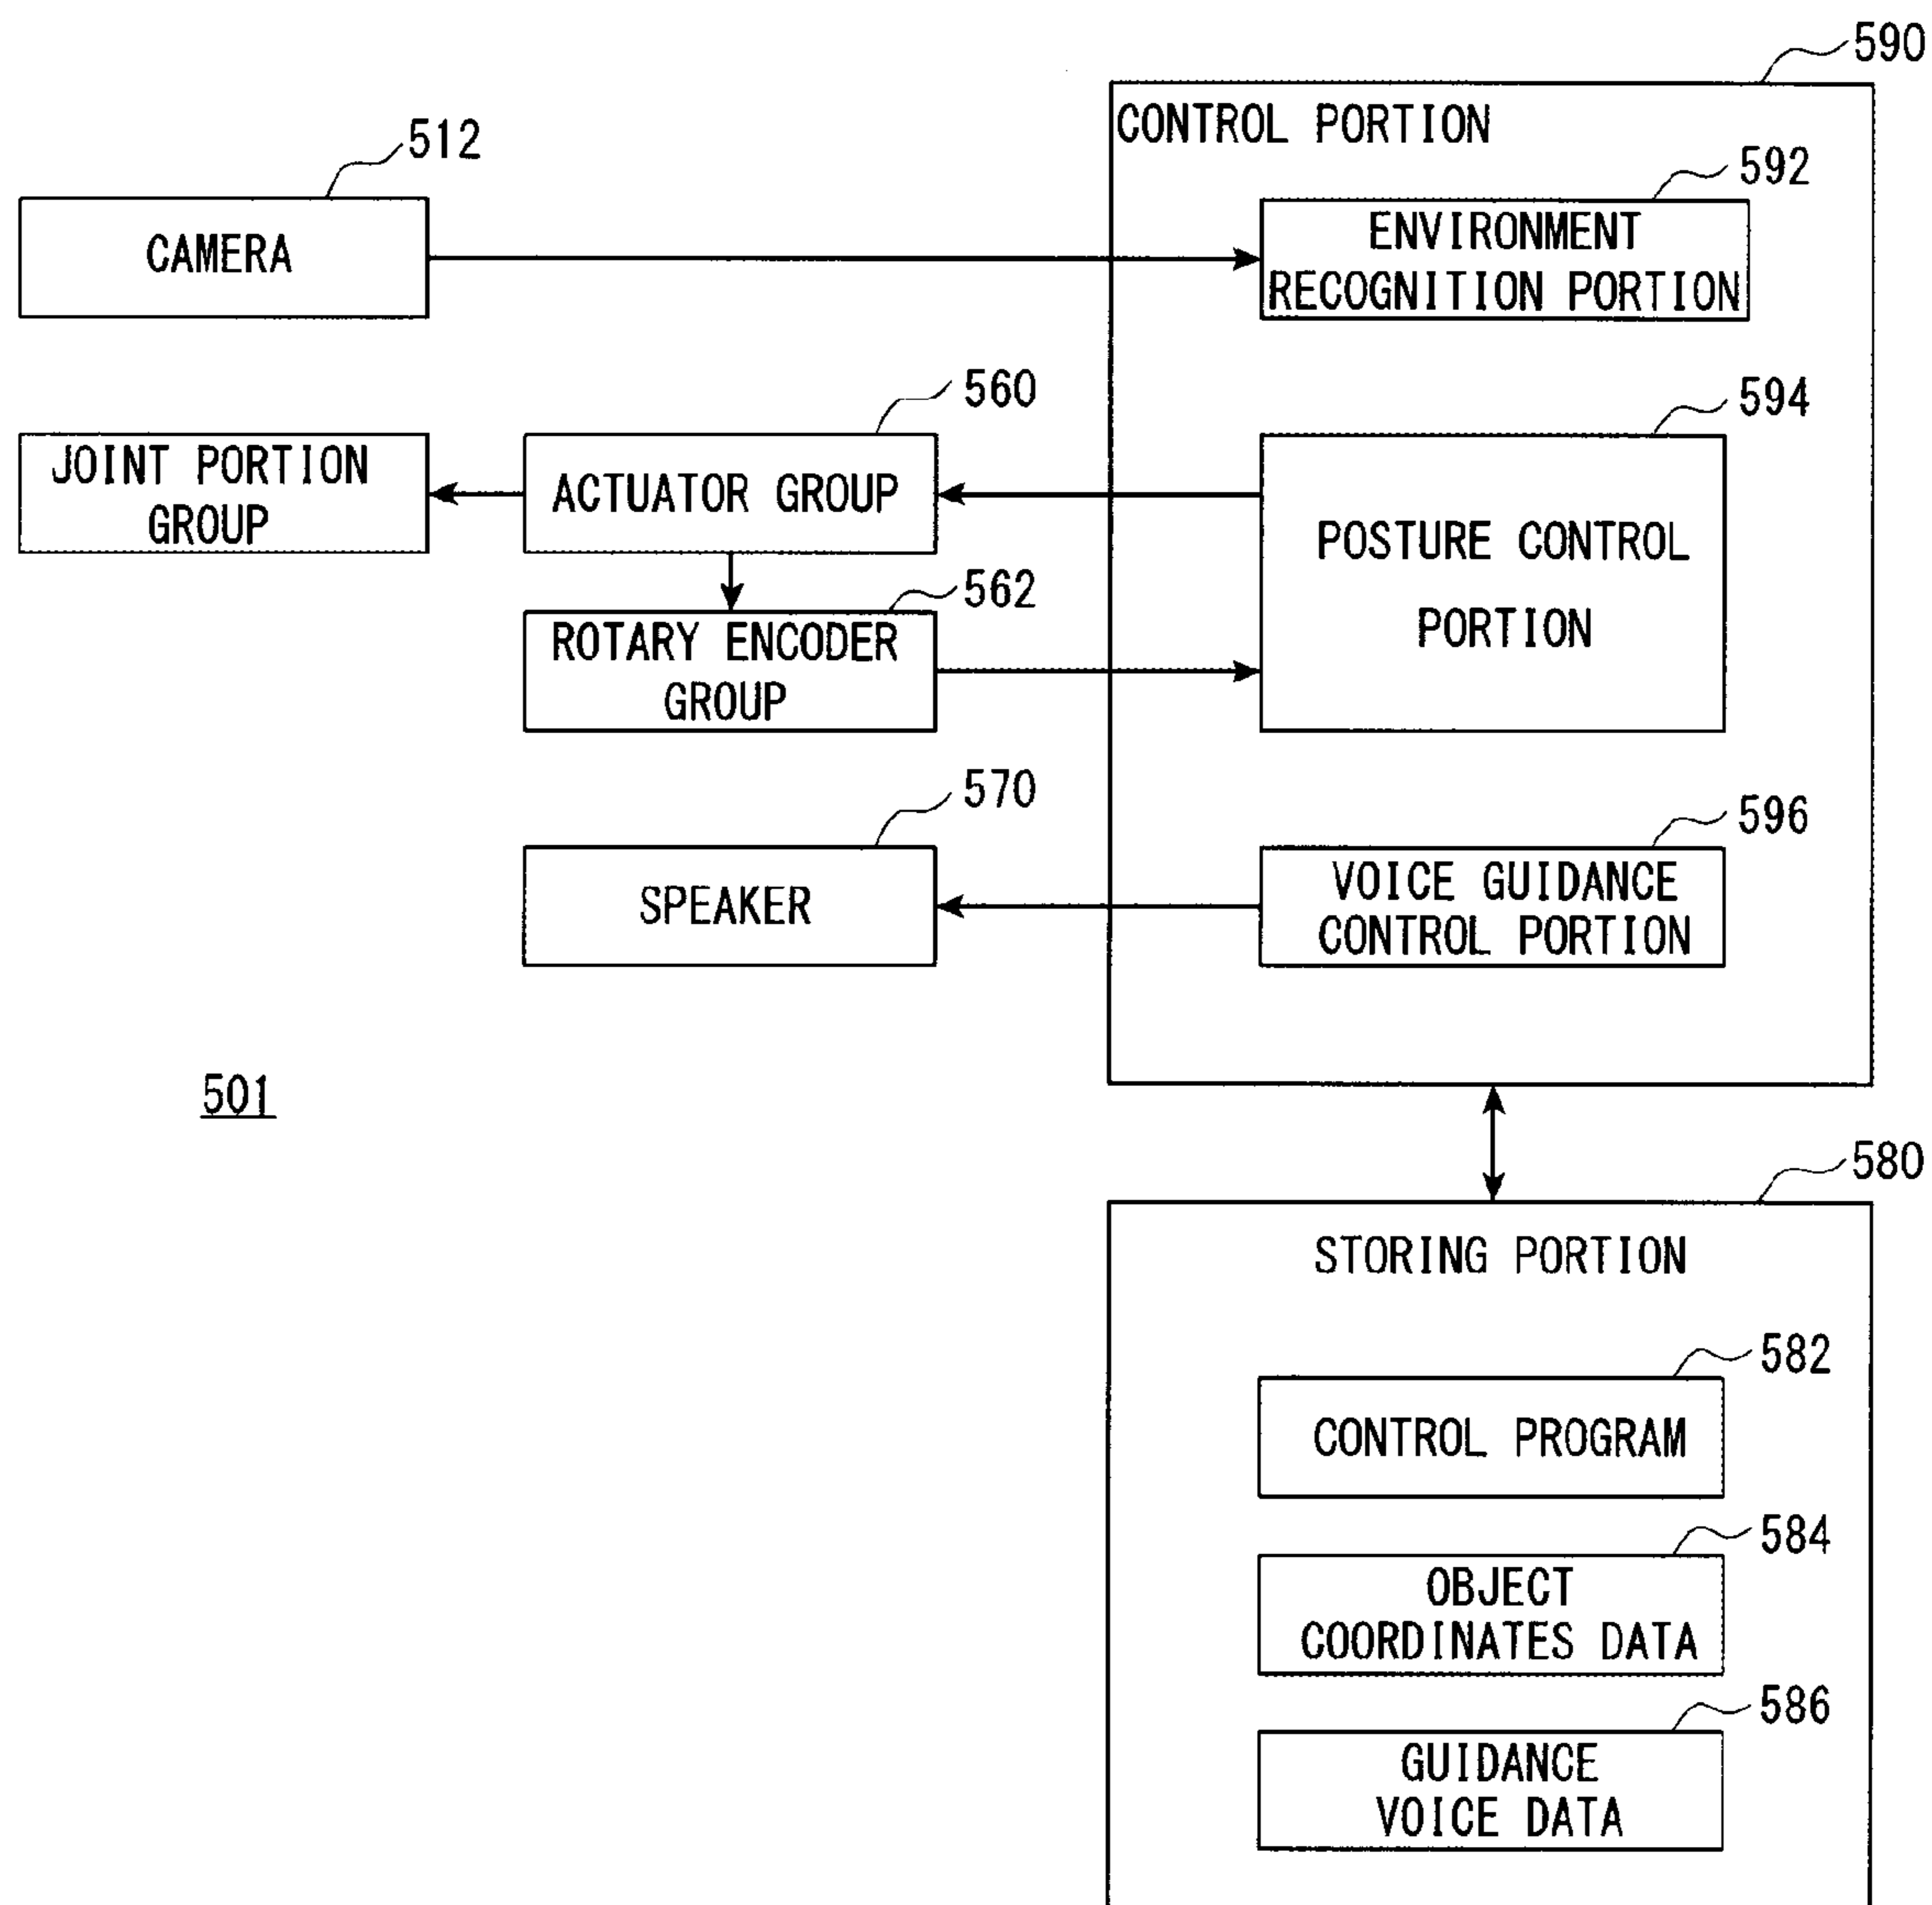 590
CONTROL PORTION
512
592
CAMERA
ENVIRONMENT
RECOGNITION PORTION
560
594
JOINT PORTION
GROUP
ACTUATOR GROUP
POSTURE CONTROL
PORTION
562
ROTARY ENCODER
GROUP
570
596
SPEAKER
VOICE GUIDANCE
CONTROL PORTION
501
580
STORING PORTION
582
CONTROL PROGRAM
584
OBJECT
COORDINATES DATA
586
GUIDANCE
VOICE DATA